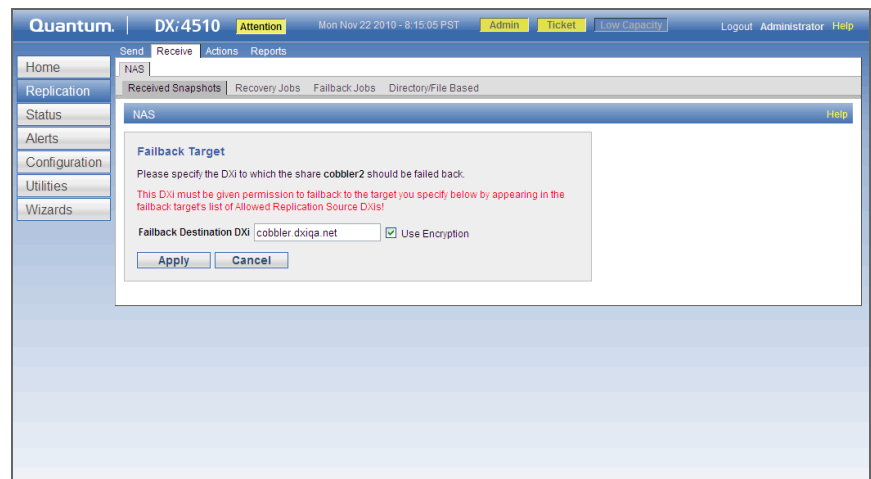 Quantum. DXi4510 Attention Mon Nov 22 2010 - 8:15:05 PST Admin Ticket Low Capacity Logout Administrator Help
Send Receive Actions Reports
Home
Replication
Status
Alerts
Configuration
Utilities
Wizards
NAS
Received Snapshots Recovery Jobs Failback Jobs Directory/File Based
NAS Help
Failback Target
Please specify the DXi to which the share cobbler2 should be failed back.
This DXi must be given permission to failback to the target you specify below by appearing in the
failback target's list of Allowed Replication Source DXis!
Failback Destination DXi cobbler.dxiqa.net Use Encryption
Apply Cancel